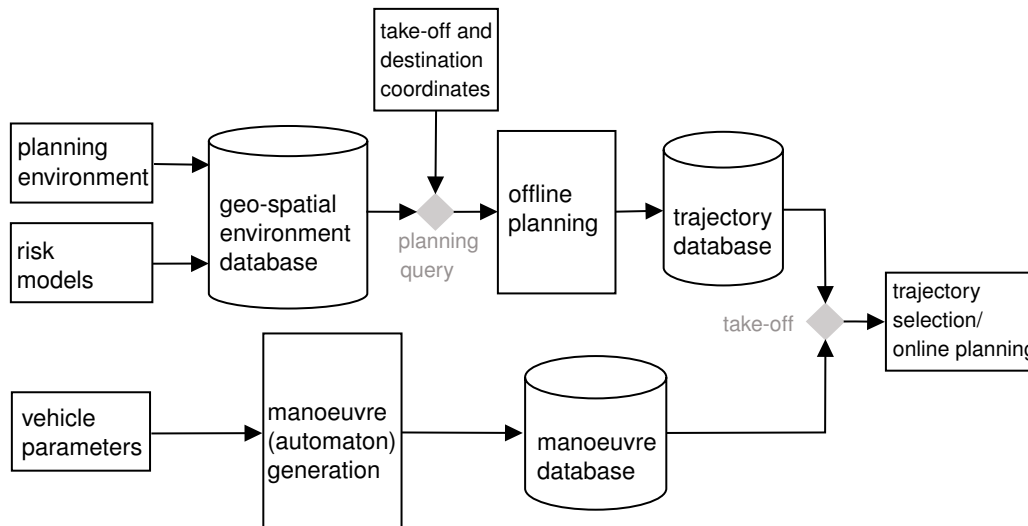 take-off and
destination
coordinates
planning
environment
risk
models
geo-spatial
environment
database
planning
query
offline
planning
trajectory
database
take-off
trajectory
selection/
online planning
vehicle
parameters
manoeuvre
(automaton)
generation
manoeuvre
database